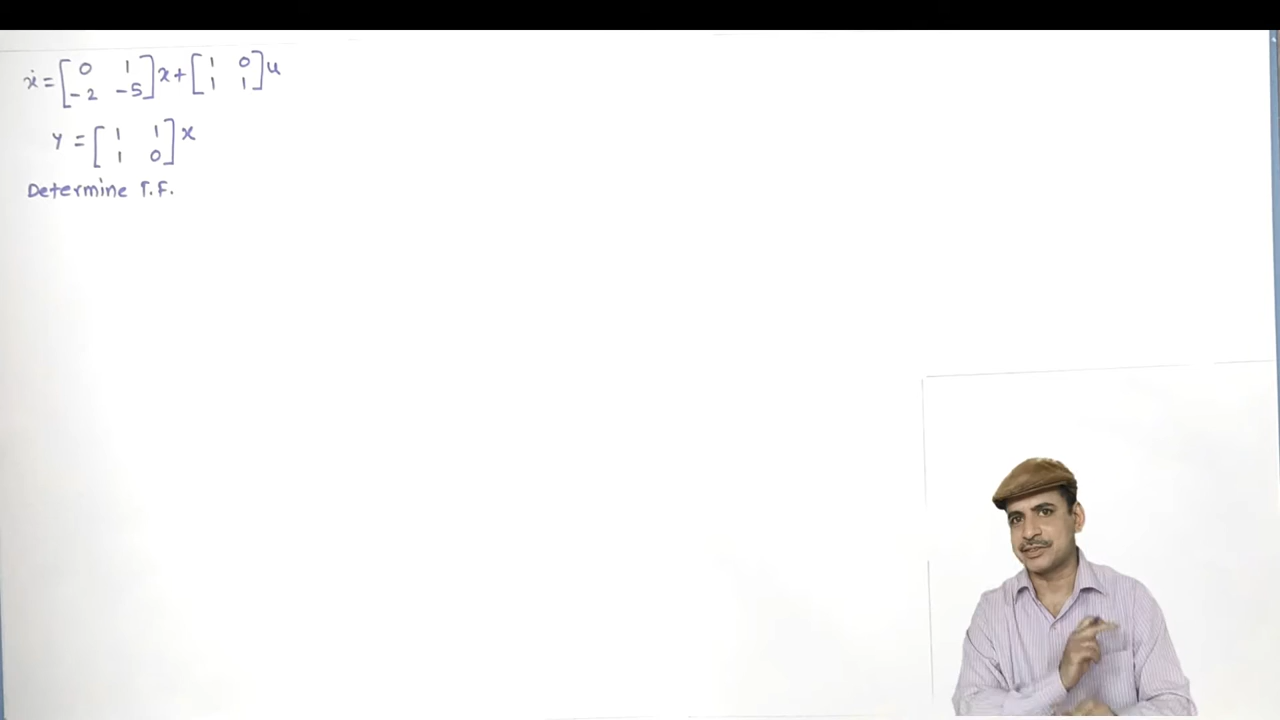 ẋ = [0 1; -2 -5] x + [1 0; 1 1] u
y = [1 1; 1 0] x
Determine T.F.